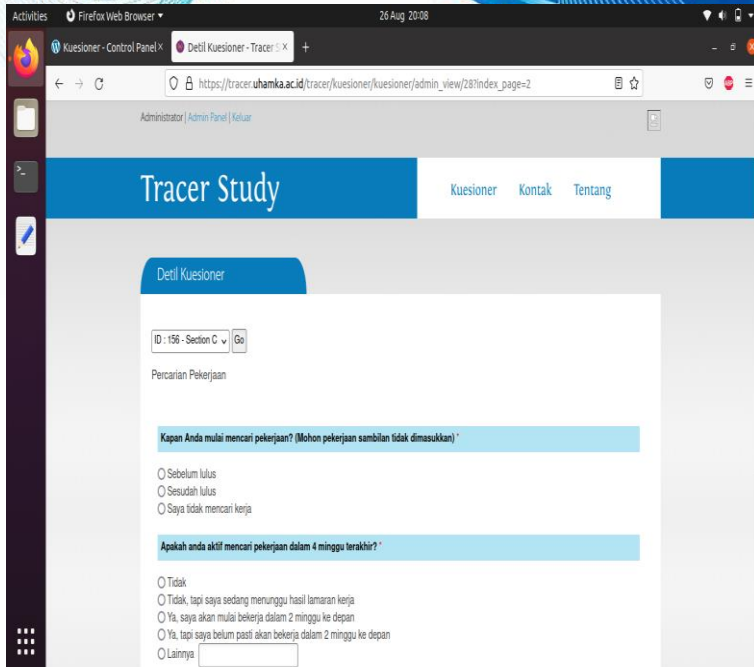 Activities Firefox Web Browser 26 Aug 20:08
Kuesioner - Control Panel × Detil Kuesioner - Tracer S × +
https://tracer.uhamka.ac.id/tracer/kuesioner/kuesioner/admin_view/28?index_page=2
Administrator | Admin Panel | Keluar
Tracer Study Kuesioner Kontak Tentang
Detil Kuesioner
ID : 156 - Section C Go
Percarian Pekerjaan
Kapan Anda mulai mencari pekerjaan? (Mohon pekerjaan sambilan tidak dimasukkan) *
Sebelum lulus
Sesudah lulus
Saya tidak mencari kerja
Apakah anda aktif mencari pekerjaan dalam 4 minggu terakhir? *
Tidak
Tidak, tapi saya sedang menunggu hasil lamaran kerja
Ya, saya akan mulai bekerja dalam 2 minggu ke depan
Ya, tapi saya belum pasti akan bekerja dalam 2 minggu ke depan
Lainnya